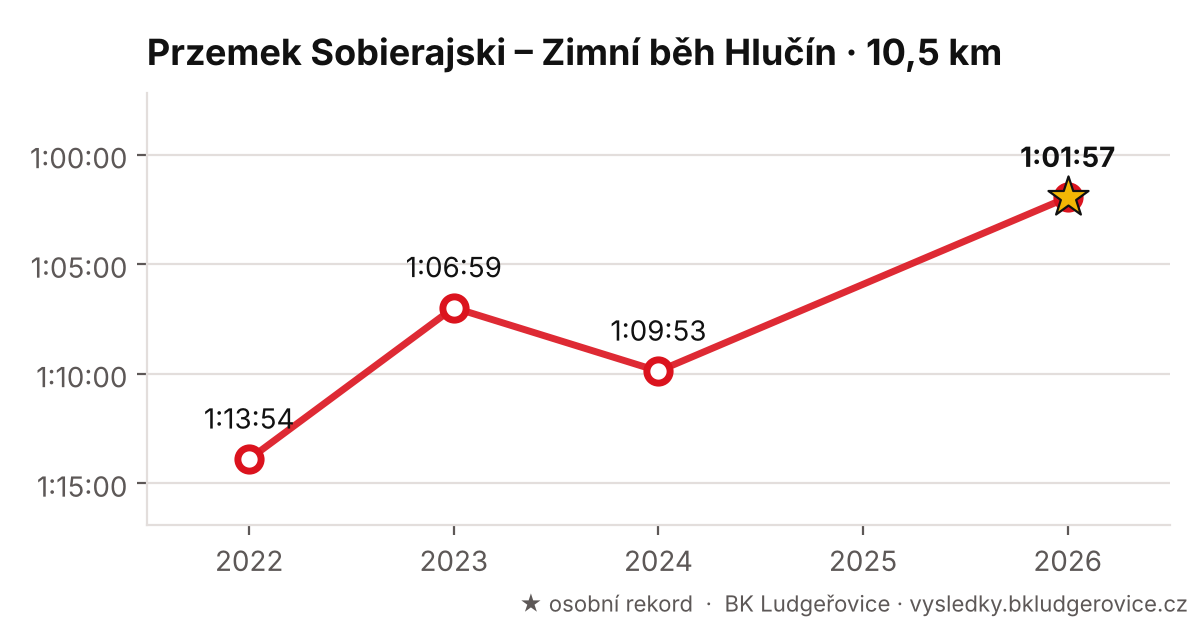 Przemek Sobierajski – Zimní běh Hlučín · 10,5 km
1:00:00
1:05:00
1:10:00
1:15:00
1:13:54
1:06:59
1:09:53
1:01:57
2022 2023 2024 2025 2026
★ osobní rekord · BK Ludgeřovice · vysledky.bkludgerovice.cz